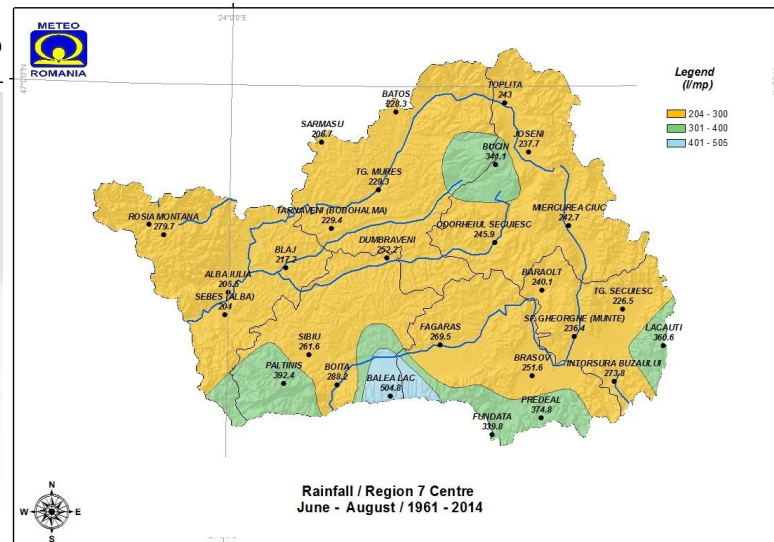 METEO
ROMANIA
24°0'0"E
47°0'0"N
Legend
(l/mp)
204 - 300
301 - 400
401 - 505
TOPLITA
243
BATOS
228.3
SARMASU
206.7
JOSENI
237.7
BUCIN
341.1
TG. MURES
229.3
ROSIA MONTANA
279.7
TARNAVENI (BOBOHALMA)
229.4
MIERCUREA CIUC
242.7
ODORHEIUL SECUIESC
245.9
DUMBRAVENI
252.2
BLAJ
217.2
ALBA IULIA
205.5
SEBES (ALBA)
204
BARAOLT
240.1
TG. SECUIESC
226.5
SF. GHEORGHE (MUNTE)
236.4
LACAUTI
360.6
FAGARAS
269.5
SIBIU
261.6
PALTINIS
392.4
BOITA
288.2
BALEA LAC
504.8
BRASOV
251.6
INTORSURA BUZAULUI
273.8
PREDEAL
374.8
FUNDATA
339.8
N
W
E
S
Rainfall / Region 7 Centre
June - August / 1961 - 2014